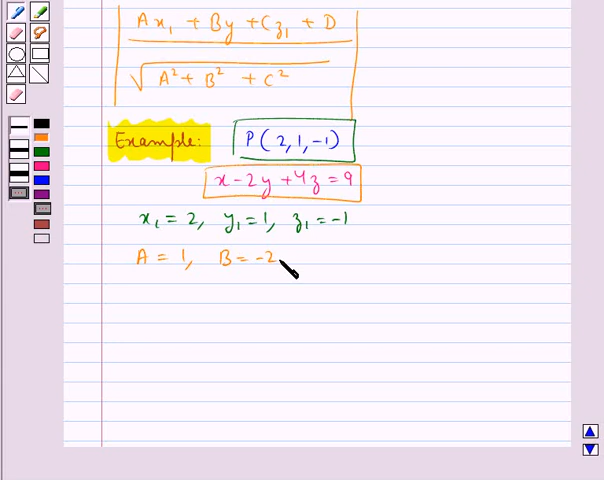 Ax₁ + By + Cz₁ + D
√A² + B² + C²
Example: P(2, 1, -1)
x - 2y + 4z = 9
x₁ = 2, y₁ = 1, z₁ = -1
A = 1, B = -2